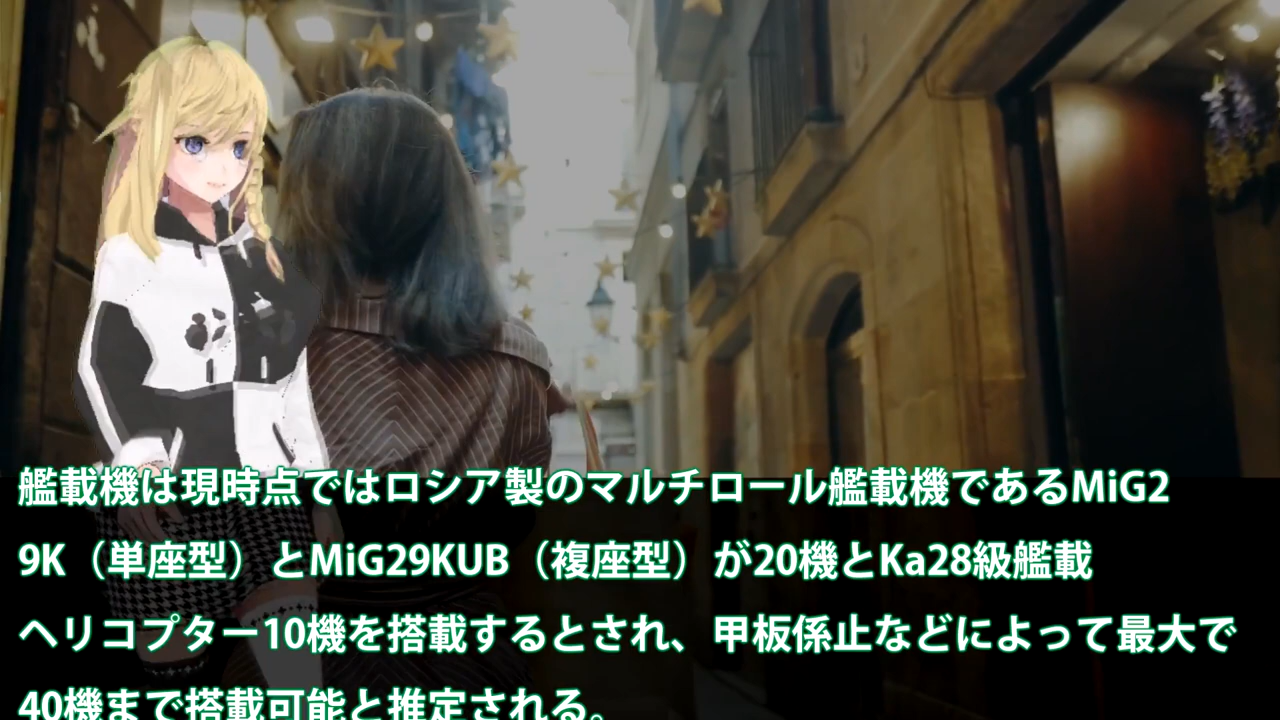 艦載機は現時点ではロシア製のマルチロール艦載機であるMiG2
9K（単座型）とMiG29KUB（複座型）が20機とKa28級艦載
ヘリコプター10機を搭載するとされ、甲板係止などによって最大で
40機まで搭載可能と推定される。